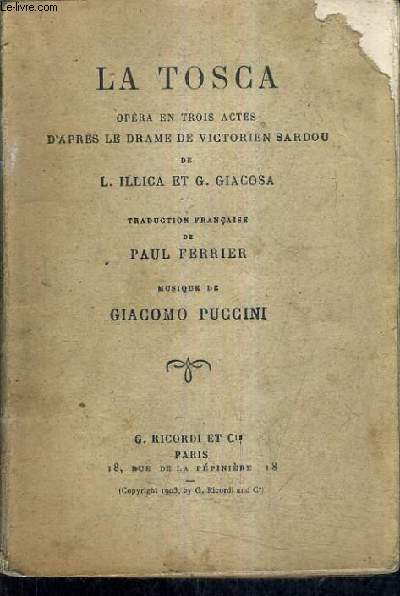 Le-livre.com
LA TOSCA
OPÉRA EN TROIS ACTES
D'APRÈS LE DRAME DE VICTORIEN SARDOU
DE
L. ILLICA ET G. GIACOSA
TRADUCTION FRANÇAISE
DE
PAUL FERRIER
MUSIQUE DE
GIACOMO PUCCINI
G. RICORDI ET Cie
PARIS
18, RUE DE LA PÉPINIÈRE 18
(Copyright 1903, by G. Ricordi and Co)